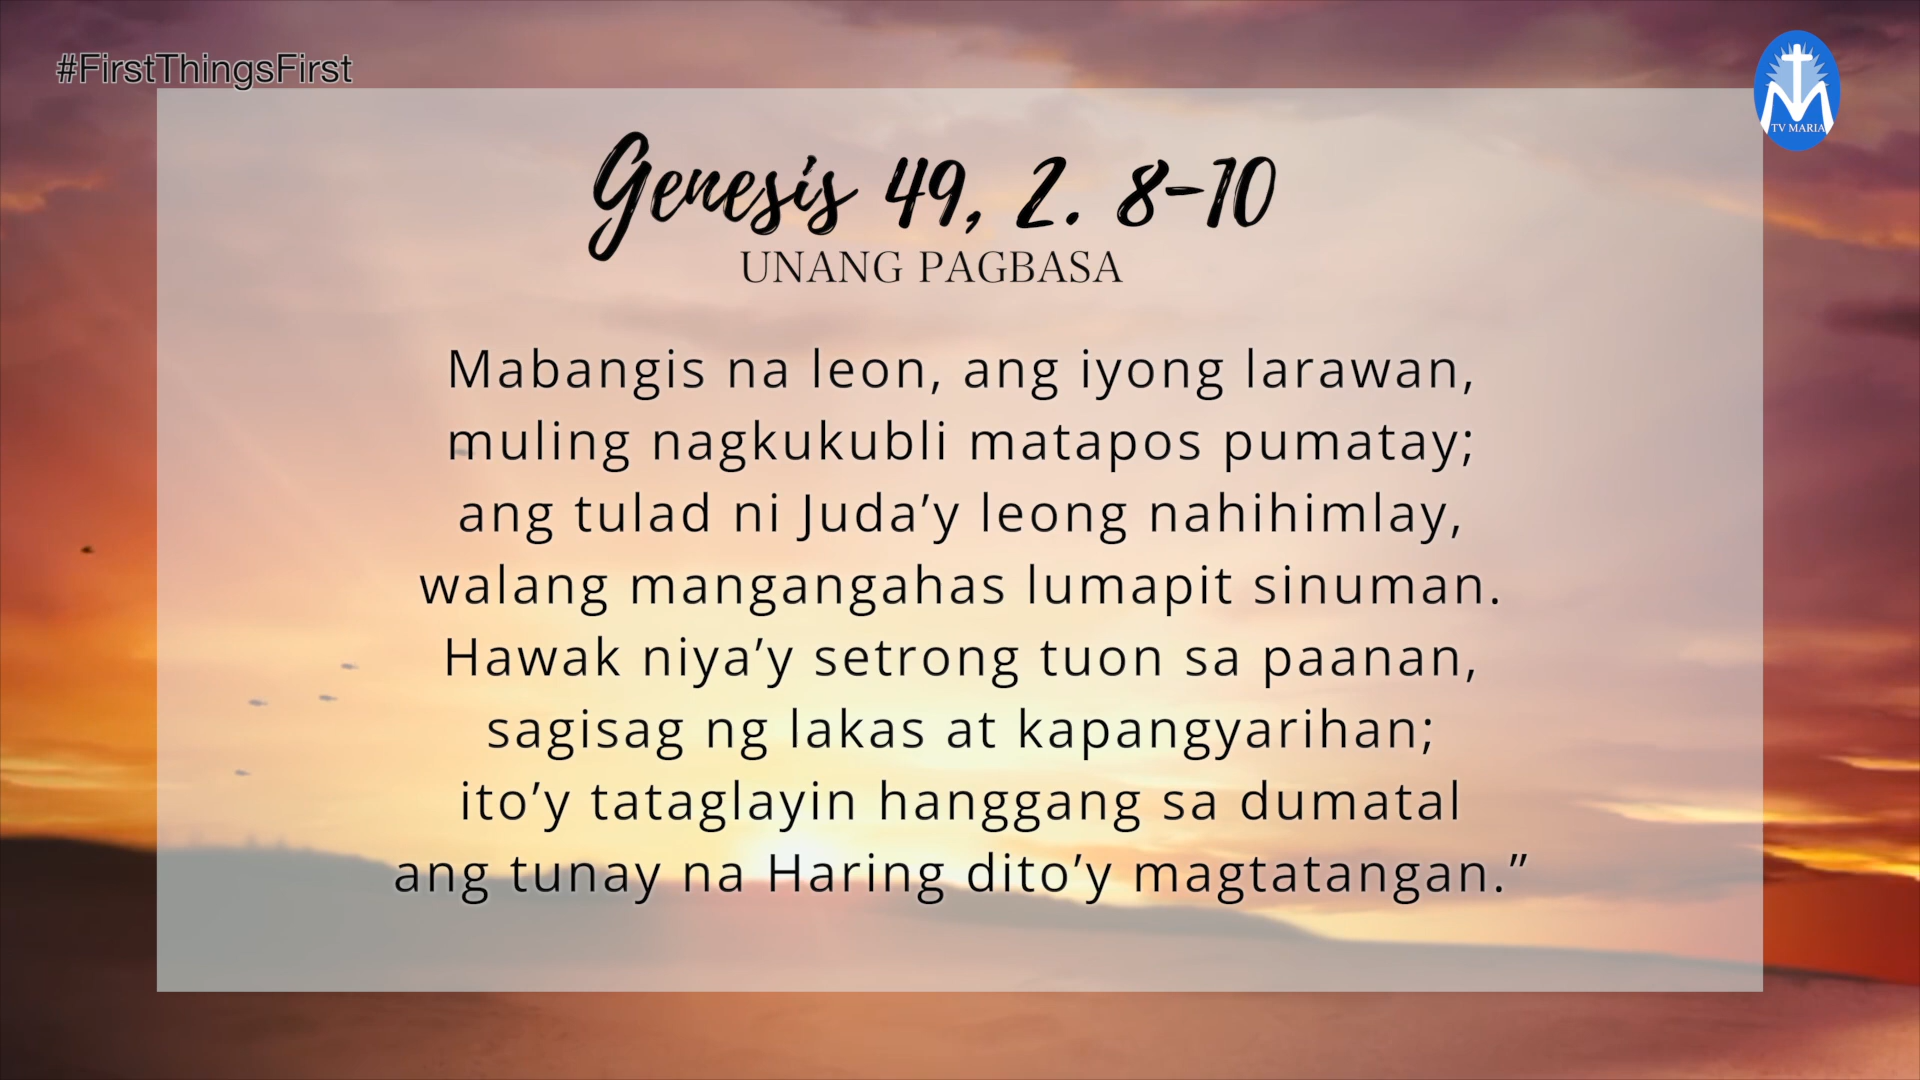 #FirstThingsFirst
TV MARIA
Genesis 49, 2. 8-10
UNANG PAGBASA
Mabangis na leon, ang iyong larawan,
muling nagkukubli matapos pumatay;
ang tulad ni Juda’y leong nahihimlay,
walang mangangahas lumapit sinuman.
Hawak niya’y setrong tuon sa paanan,
sagisag ng lakas at kapangyarihan;
ito’y tataglayin hanggang sa dumatal
ang tunay na Haring dito’y magtatangan.”